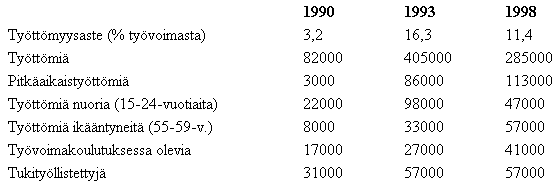 1990 1993 1998
Työttömyysaste (% työvoimasta) 3,2 16,3 11,4
Työttömiä 82000 405000 285000
Pitkäaikaistyöttömiä 3000 86000 113000
Työttömiä nuoria (15-24-vuotiaita) 22000 98000 47000
Työttömiä ikääntyneitä (55-59-v.) 8000 33000 57000
Työvoimakoulutuksessa olevia 17000 27000 41000
Tukityöllistettyjä 31000 57000 57000